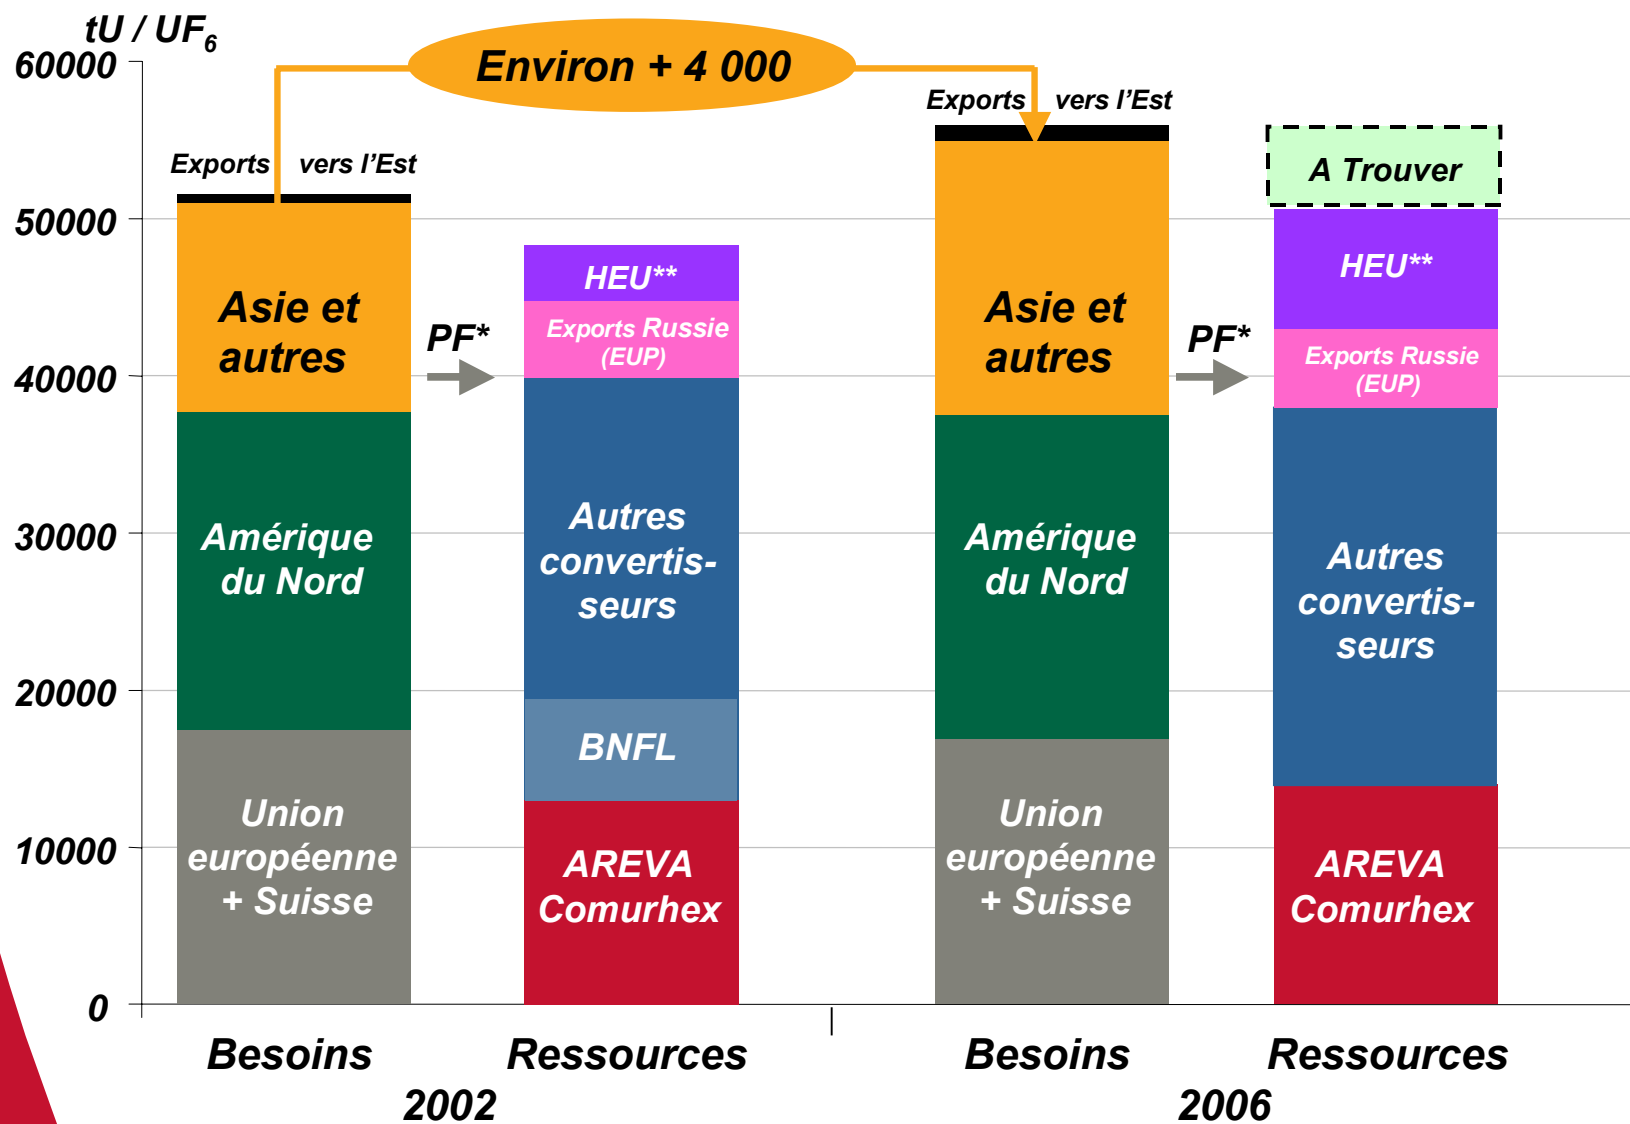 tU / UF6
60000
50000
40000
30000
20000
10000
0
Environ + 4 000
Exports vers l'Est
Asie et
autres
Amérique
du Nord
Union
européenne
+ Suisse
PF*
HEU**
Exports Russie
(EUP)
Autres
convertis-
seurs
BNFL
AREVA
Comurhex
Exports vers l'Est
Asie et
autres
Amérique
du Nord
Union
européenne
+ Suisse
PF*
A Trouver
HEU**
Exports Russie
(EUP)
Autres
convertis-
seurs
AREVA
Comurhex
Besoins Ressources Besoins Ressources
2002 2006